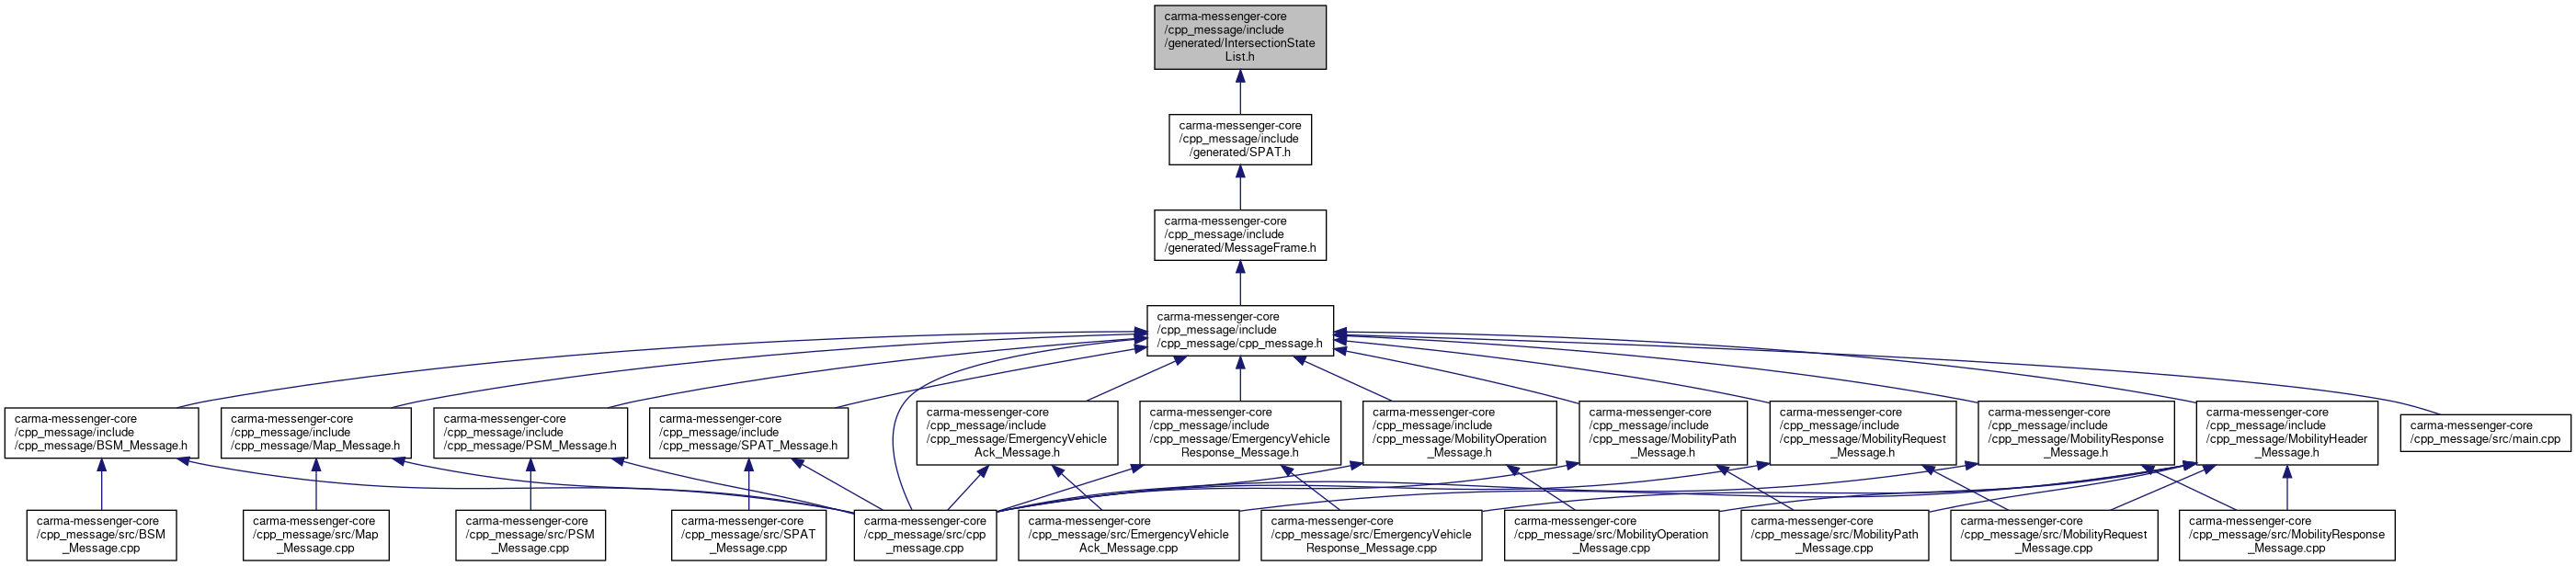 carma-messenger-core
/cpp_message/include
/generated/IntersectionState
List.h
carma-messenger-core
/cpp_message/include
/generated/SPAT.h
carma-messenger-core
/cpp_message/include
/generated/MessageFrame.h
carma-messenger-core
/cpp_message/include
/cpp_message/cpp_message.h
carma-messenger-core
/cpp_message/include
/cpp_message/BSM_Message.h
carma-messenger-core
/cpp_message/include
/cpp_message/Map_Message.h
carma-messenger-core
/cpp_message/include
/cpp_message/PSM_Message.h
carma-messenger-core
/cpp_message/include
/cpp_message/SPAT_Message.h
carma-messenger-core
/cpp_message/include
/cpp_message/EmergencyVehicle
Ack_Message.h
carma-messenger-core
/cpp_message/include
/cpp_message/EmergencyVehicle
Response_Message.h
carma-messenger-core
/cpp_message/include
/cpp_message/MobilityOperation
_Message.h
carma-messenger-core
/cpp_message/include
/cpp_message/MobilityPath
_Message.h
carma-messenger-core
/cpp_message/include
/cpp_message/MobilityRequest
_Message.h
carma-messenger-core
/cpp_message/include
/cpp_message/MobilityResponse
_Message.h
carma-messenger-core
/cpp_message/include
/cpp_message/MobilityHeader
_Message.h
carma-messenger-core
/cpp_message/src/main.cpp
carma-messenger-core
/cpp_message/src/BSM
_Message.cpp
carma-messenger-core
/cpp_message/src/Map
_Message.cpp
carma-messenger-core
/cpp_message/src/PSM
_Message.cpp
carma-messenger-core
/cpp_message/src/SPAT
_Message.cpp
carma-messenger-core
/cpp_message/src/cpp
_message.cpp
carma-messenger-core
/cpp_message/src/EmergencyVehicle
Ack_Message.cpp
carma-messenger-core
/cpp_message/src/EmergencyVehicle
Response_Message.cpp
carma-messenger-core
/cpp_message/src/MobilityOperation
_Message.cpp
carma-messenger-core
/cpp_message/src/MobilityPath
_Message.cpp
carma-messenger-core
/cpp_message/src/MobilityRequest
_Message.cpp
carma-messenger-core
/cpp_message/src/MobilityResponse
_Message.cpp